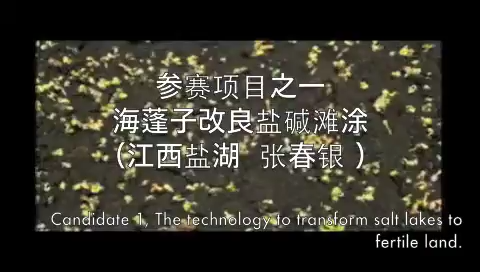 参赛项目之一
海蓬子改良盐碱滩涂
(江西盐湖 张春银 )
Candidate 1, The technology to transform salt lakes to
fertile land.